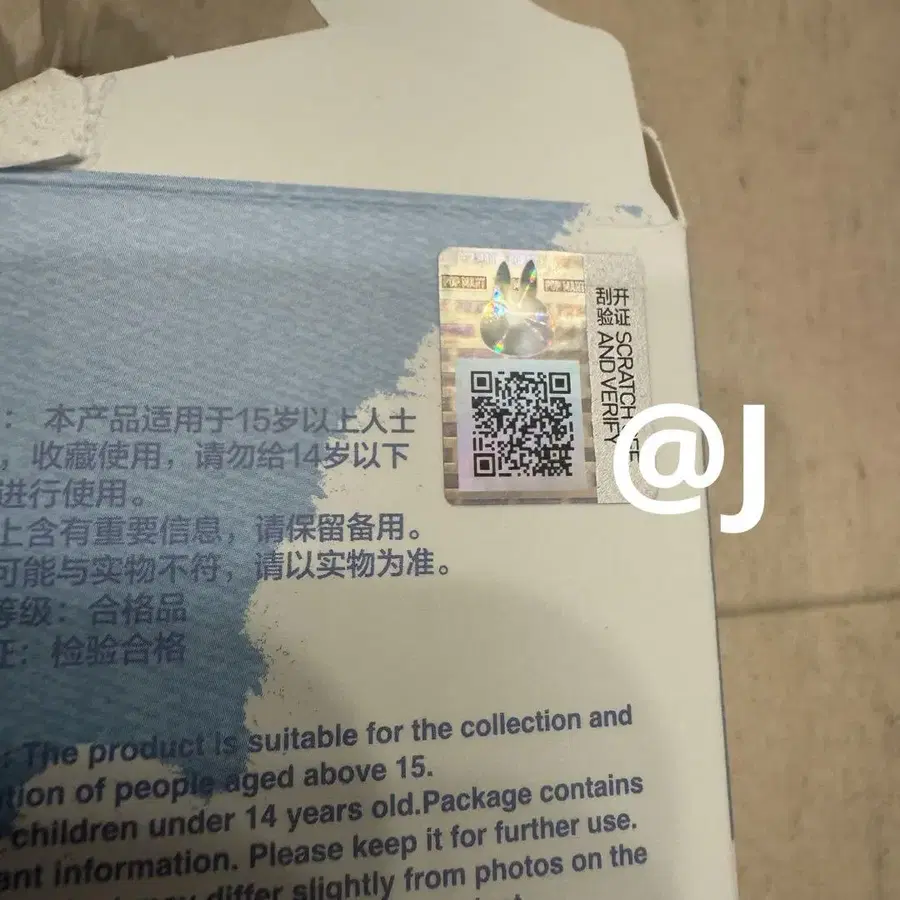 POP MART
POP MART
刮开
验证 SCRATCH
AND VERIFY
@J
： 本产品适用于15岁以上人士
，收藏使用，请勿给14岁以下
进行使用。
上含有重要信息，请保留备用。
可能与实物不符，请以实物为准。
等级：合格品
证：检验合格
: The product is suitable for the collection and
tion of people aged above 15.
children under 14 years old.Package contains
ant information. Please keep it for further use.
differ slightly from photos on the